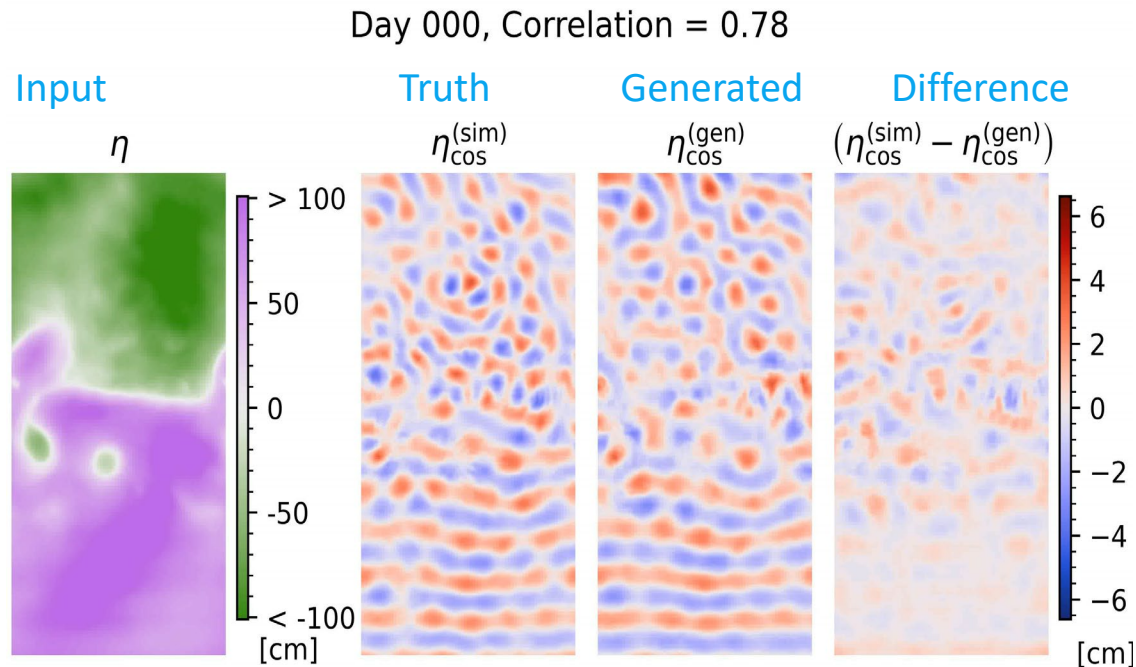 Day 000, Correlation = 0.78
Input Truth Generated Difference
η η_cos^(sim) η_cos^(gen) (η_cos^(sim) − η_cos^(gen))
> 100
50
0
-50
< -100
[cm]
6
4
2
0
−2
−4
−6
[cm]